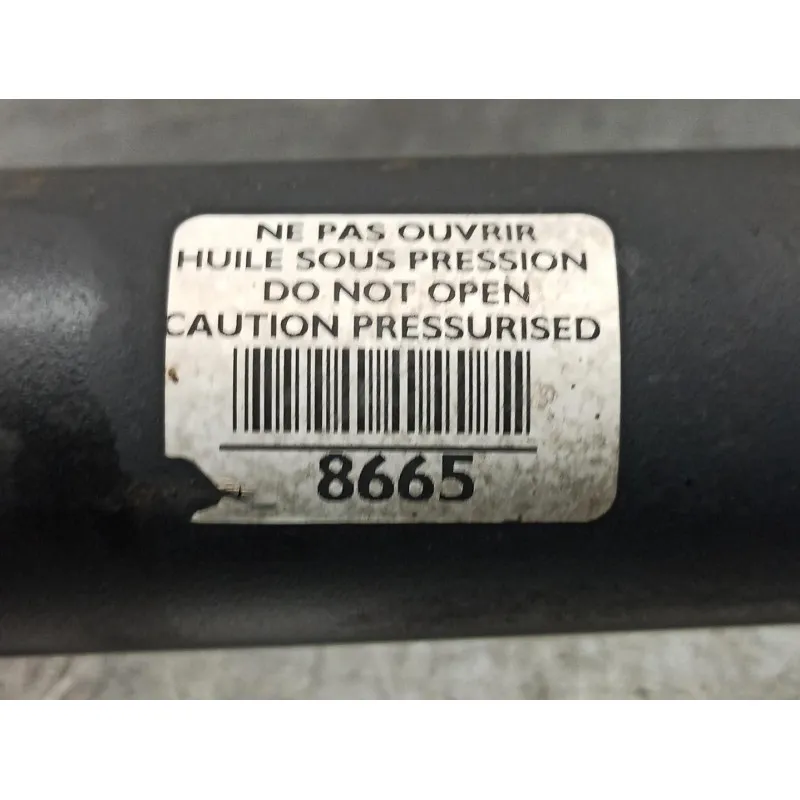 NE PAS OUVRIR
HUILE SOUS PRESSION
DO NOT OPEN
CAUTION PRESSURISED
8665